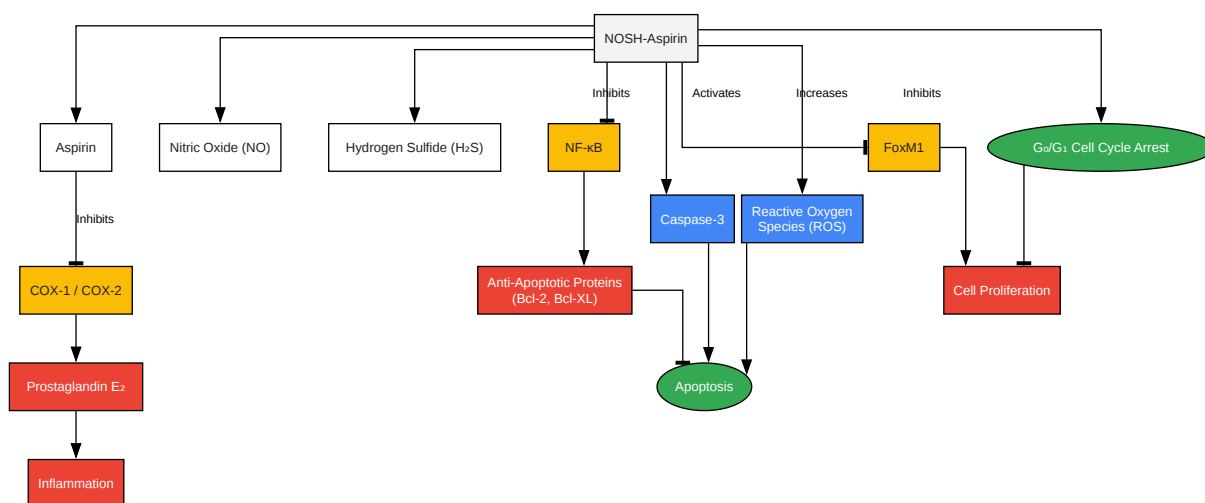 NOSH-Aspirin
Inhibits
Activates
Increases
Inhibits
Aspirin
Nitric Oxide (NO)
Hydrogen Sulfide (H₂S)
NF-κB
FoxM1
G₀/G₁ Cell Cycle Arrest
Inhibits
Caspase-3
Reactive Oxygen
Species (ROS)
COX-1 / COX-2
Anti-Apoptotic Proteins
(Bcl-2, Bcl-XL)
Cell Proliferation
Prostaglandin E₂
Apoptosis
Inflammation